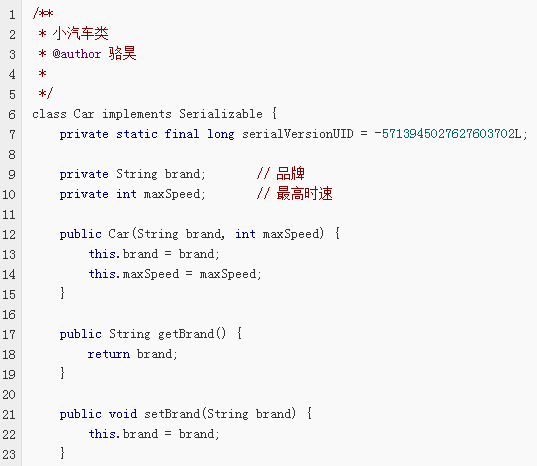 1 /**
2  * 小汽车类
3  * @author 骆昊
4  *
5  */
6 class Car implements Serializable {
7     private static final long serialVersionUID = -5713945027627603702L;
8
9     private String brand;       // 品牌
10     private int maxSpeed;       // 最高时速
11
12     public Car(String brand, int maxSpeed) {
13         this.brand = brand;
14         this.maxSpeed = maxSpeed;
15     }
16
17     public String getBrand() {
18         return brand;
19     }
20
21     public void setBrand(String brand) {
22         this.brand = brand;
23     }